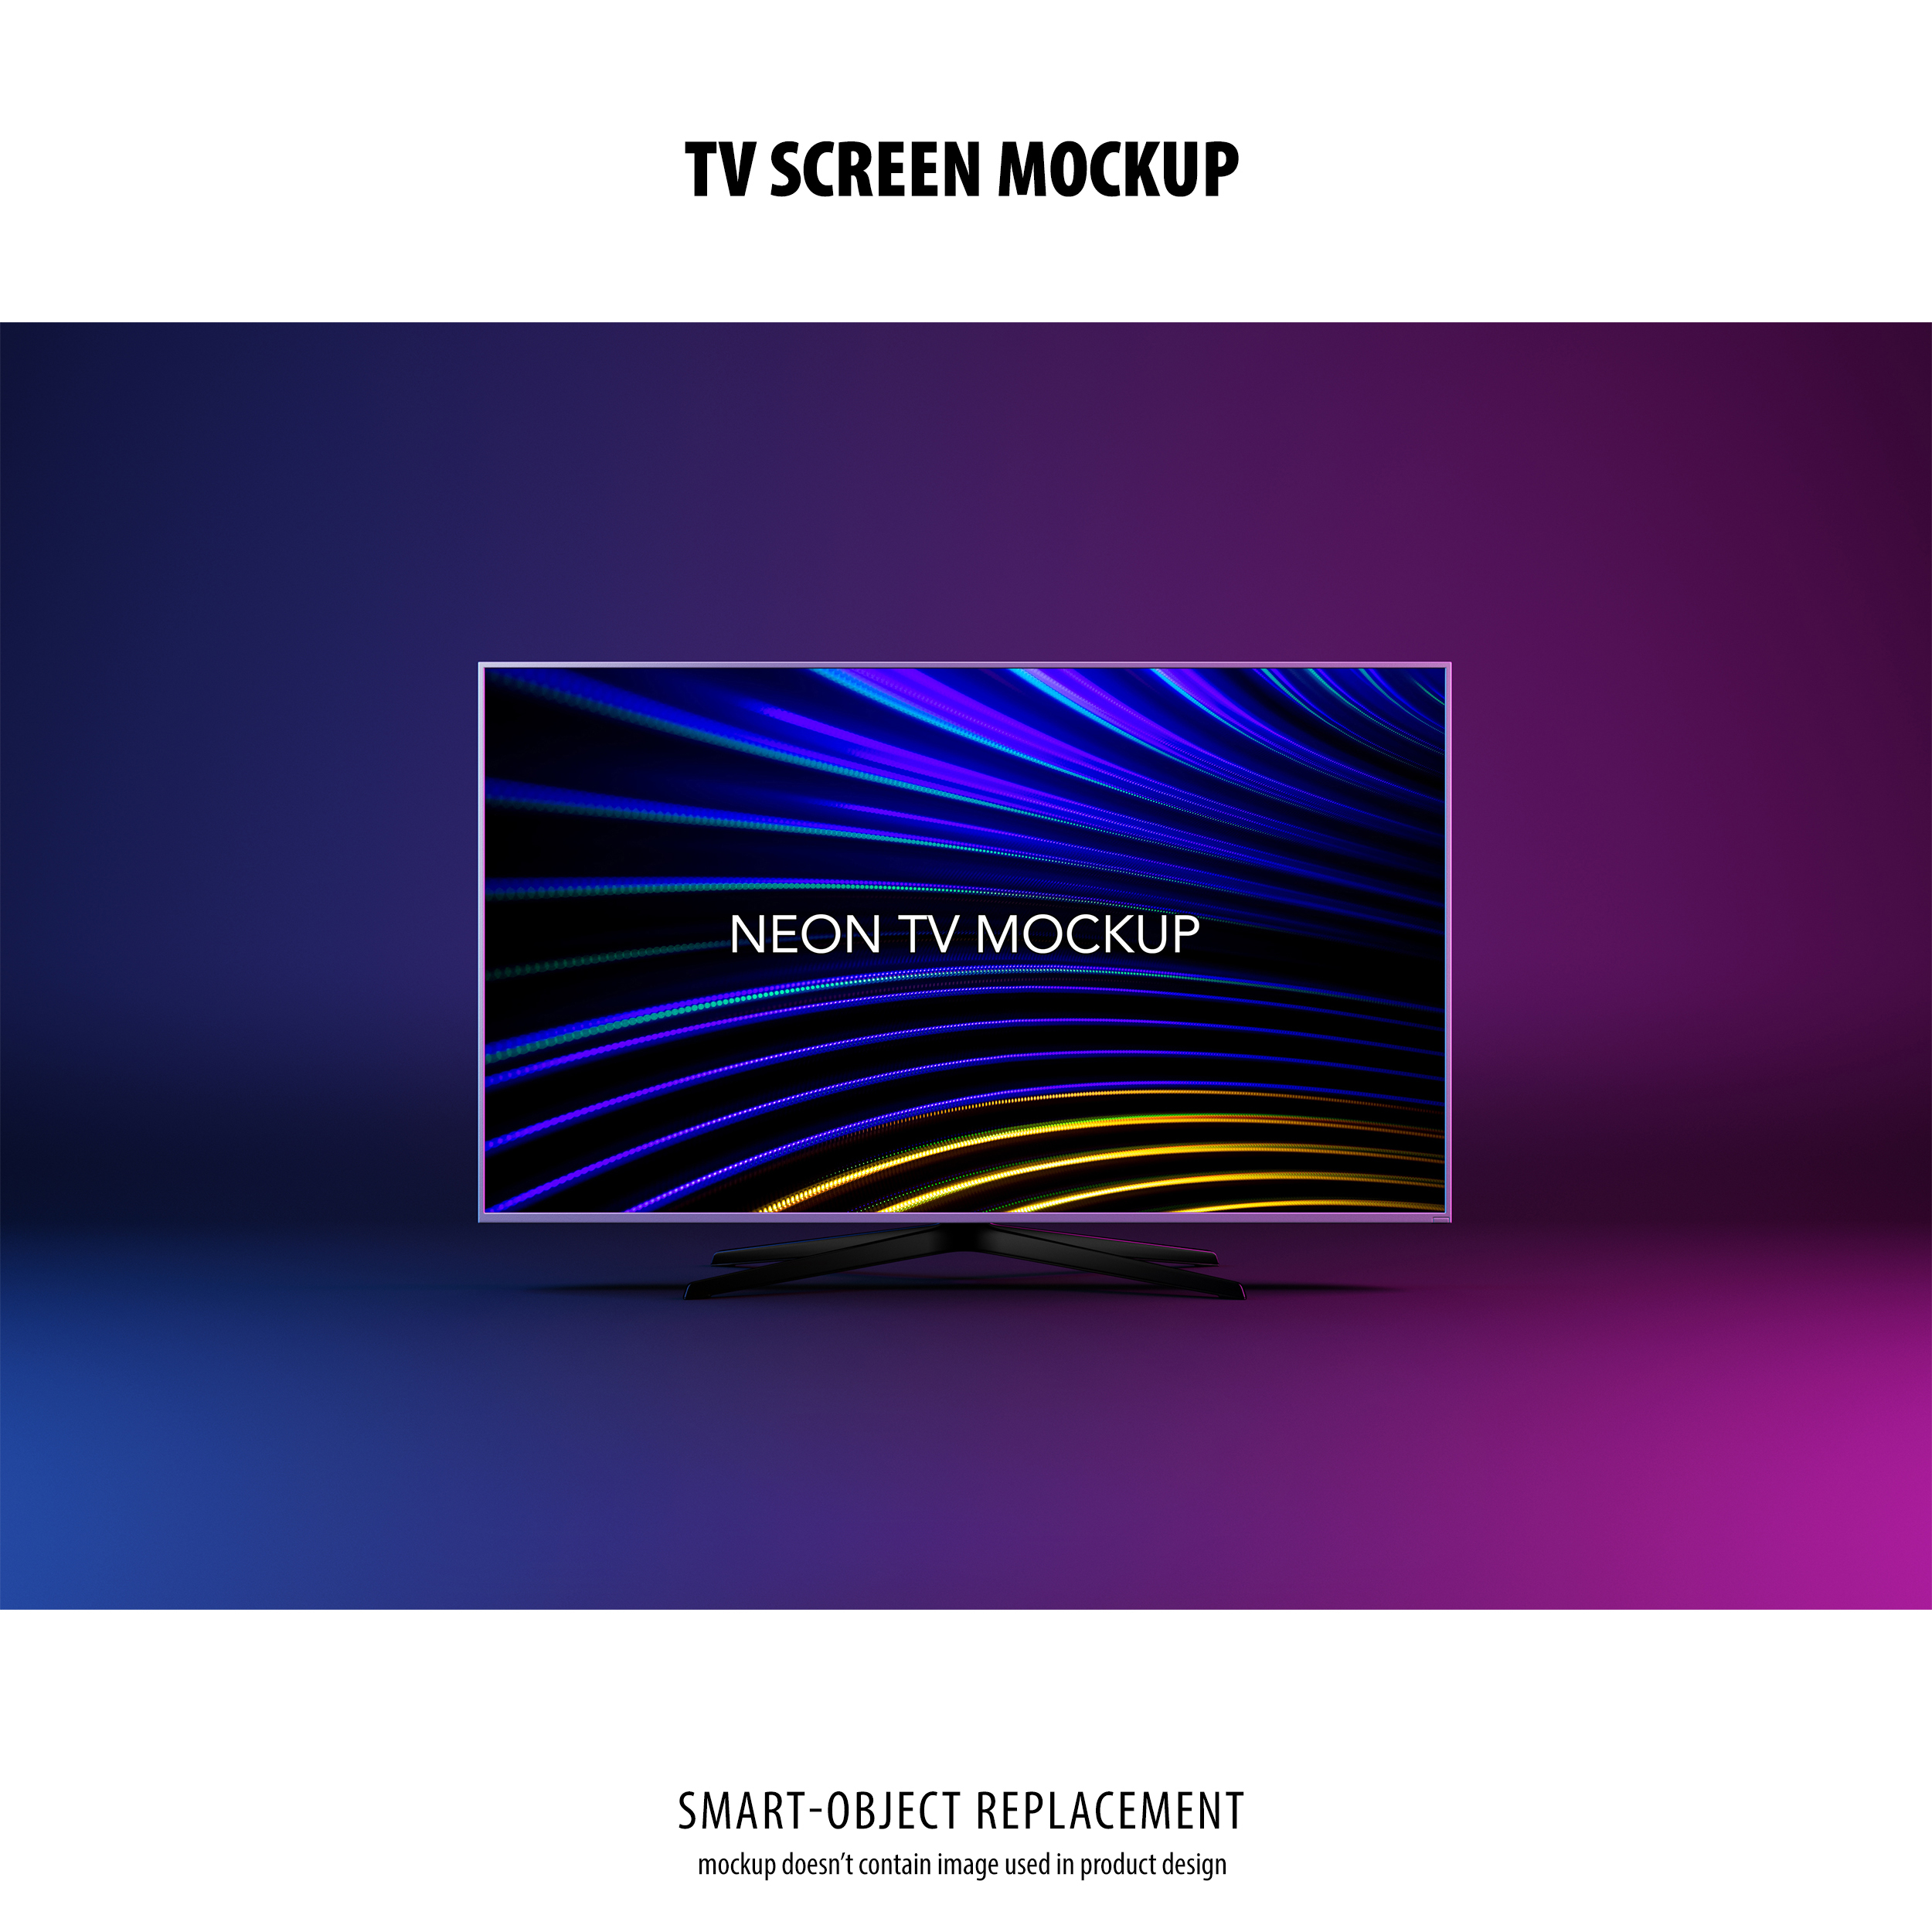 TV SCREEN MOCKUP
NEON TV MOCKUP
SMART-OBJECT REPLACEMENT
mockup doesn’t contain image used in product design